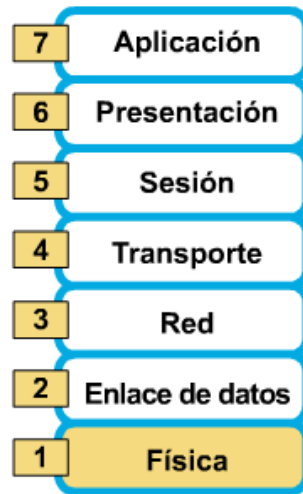 7 Aplicación
6 Presentación
5 Sesión
4 Transporte
3 Red
2 Enlace de datos
1 Física